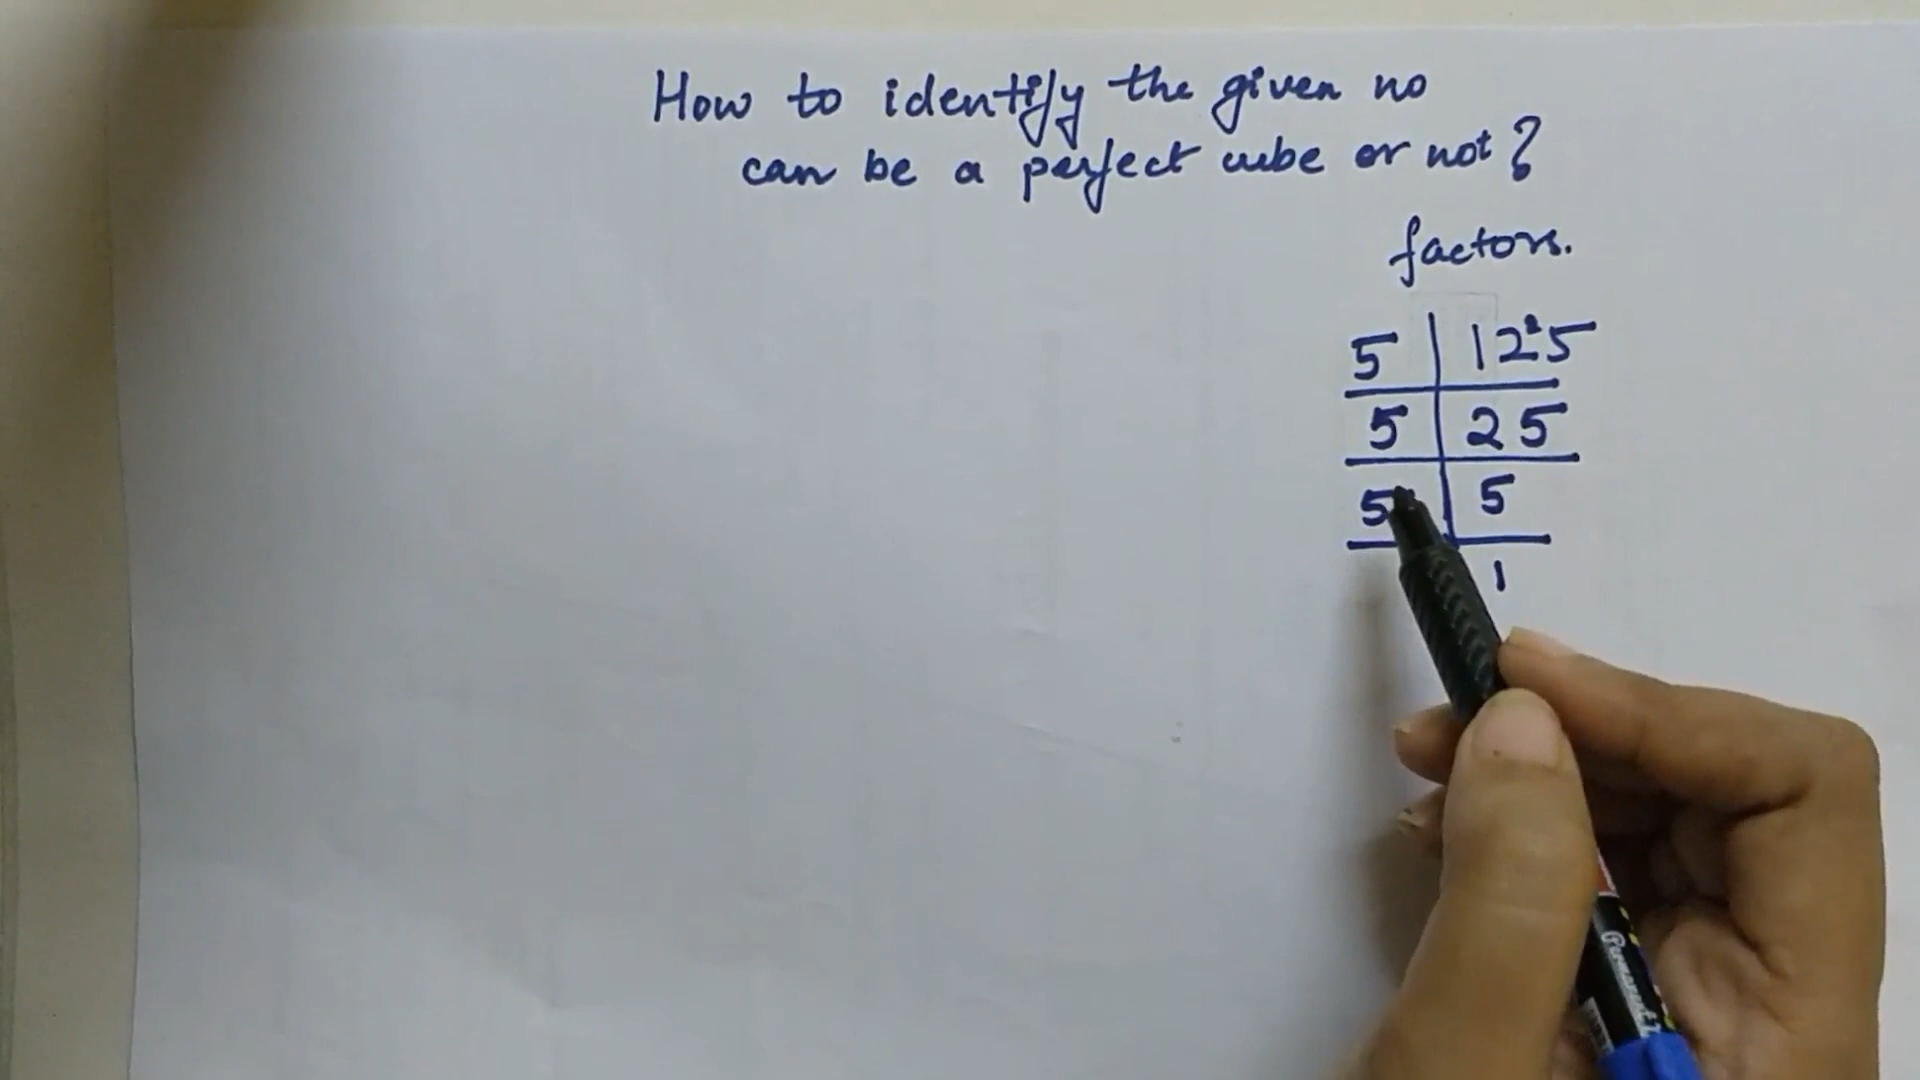 How to identify the given no
can be a perfect cube or not?
factors.
5 | 125
5 | 25
5 | 5
1